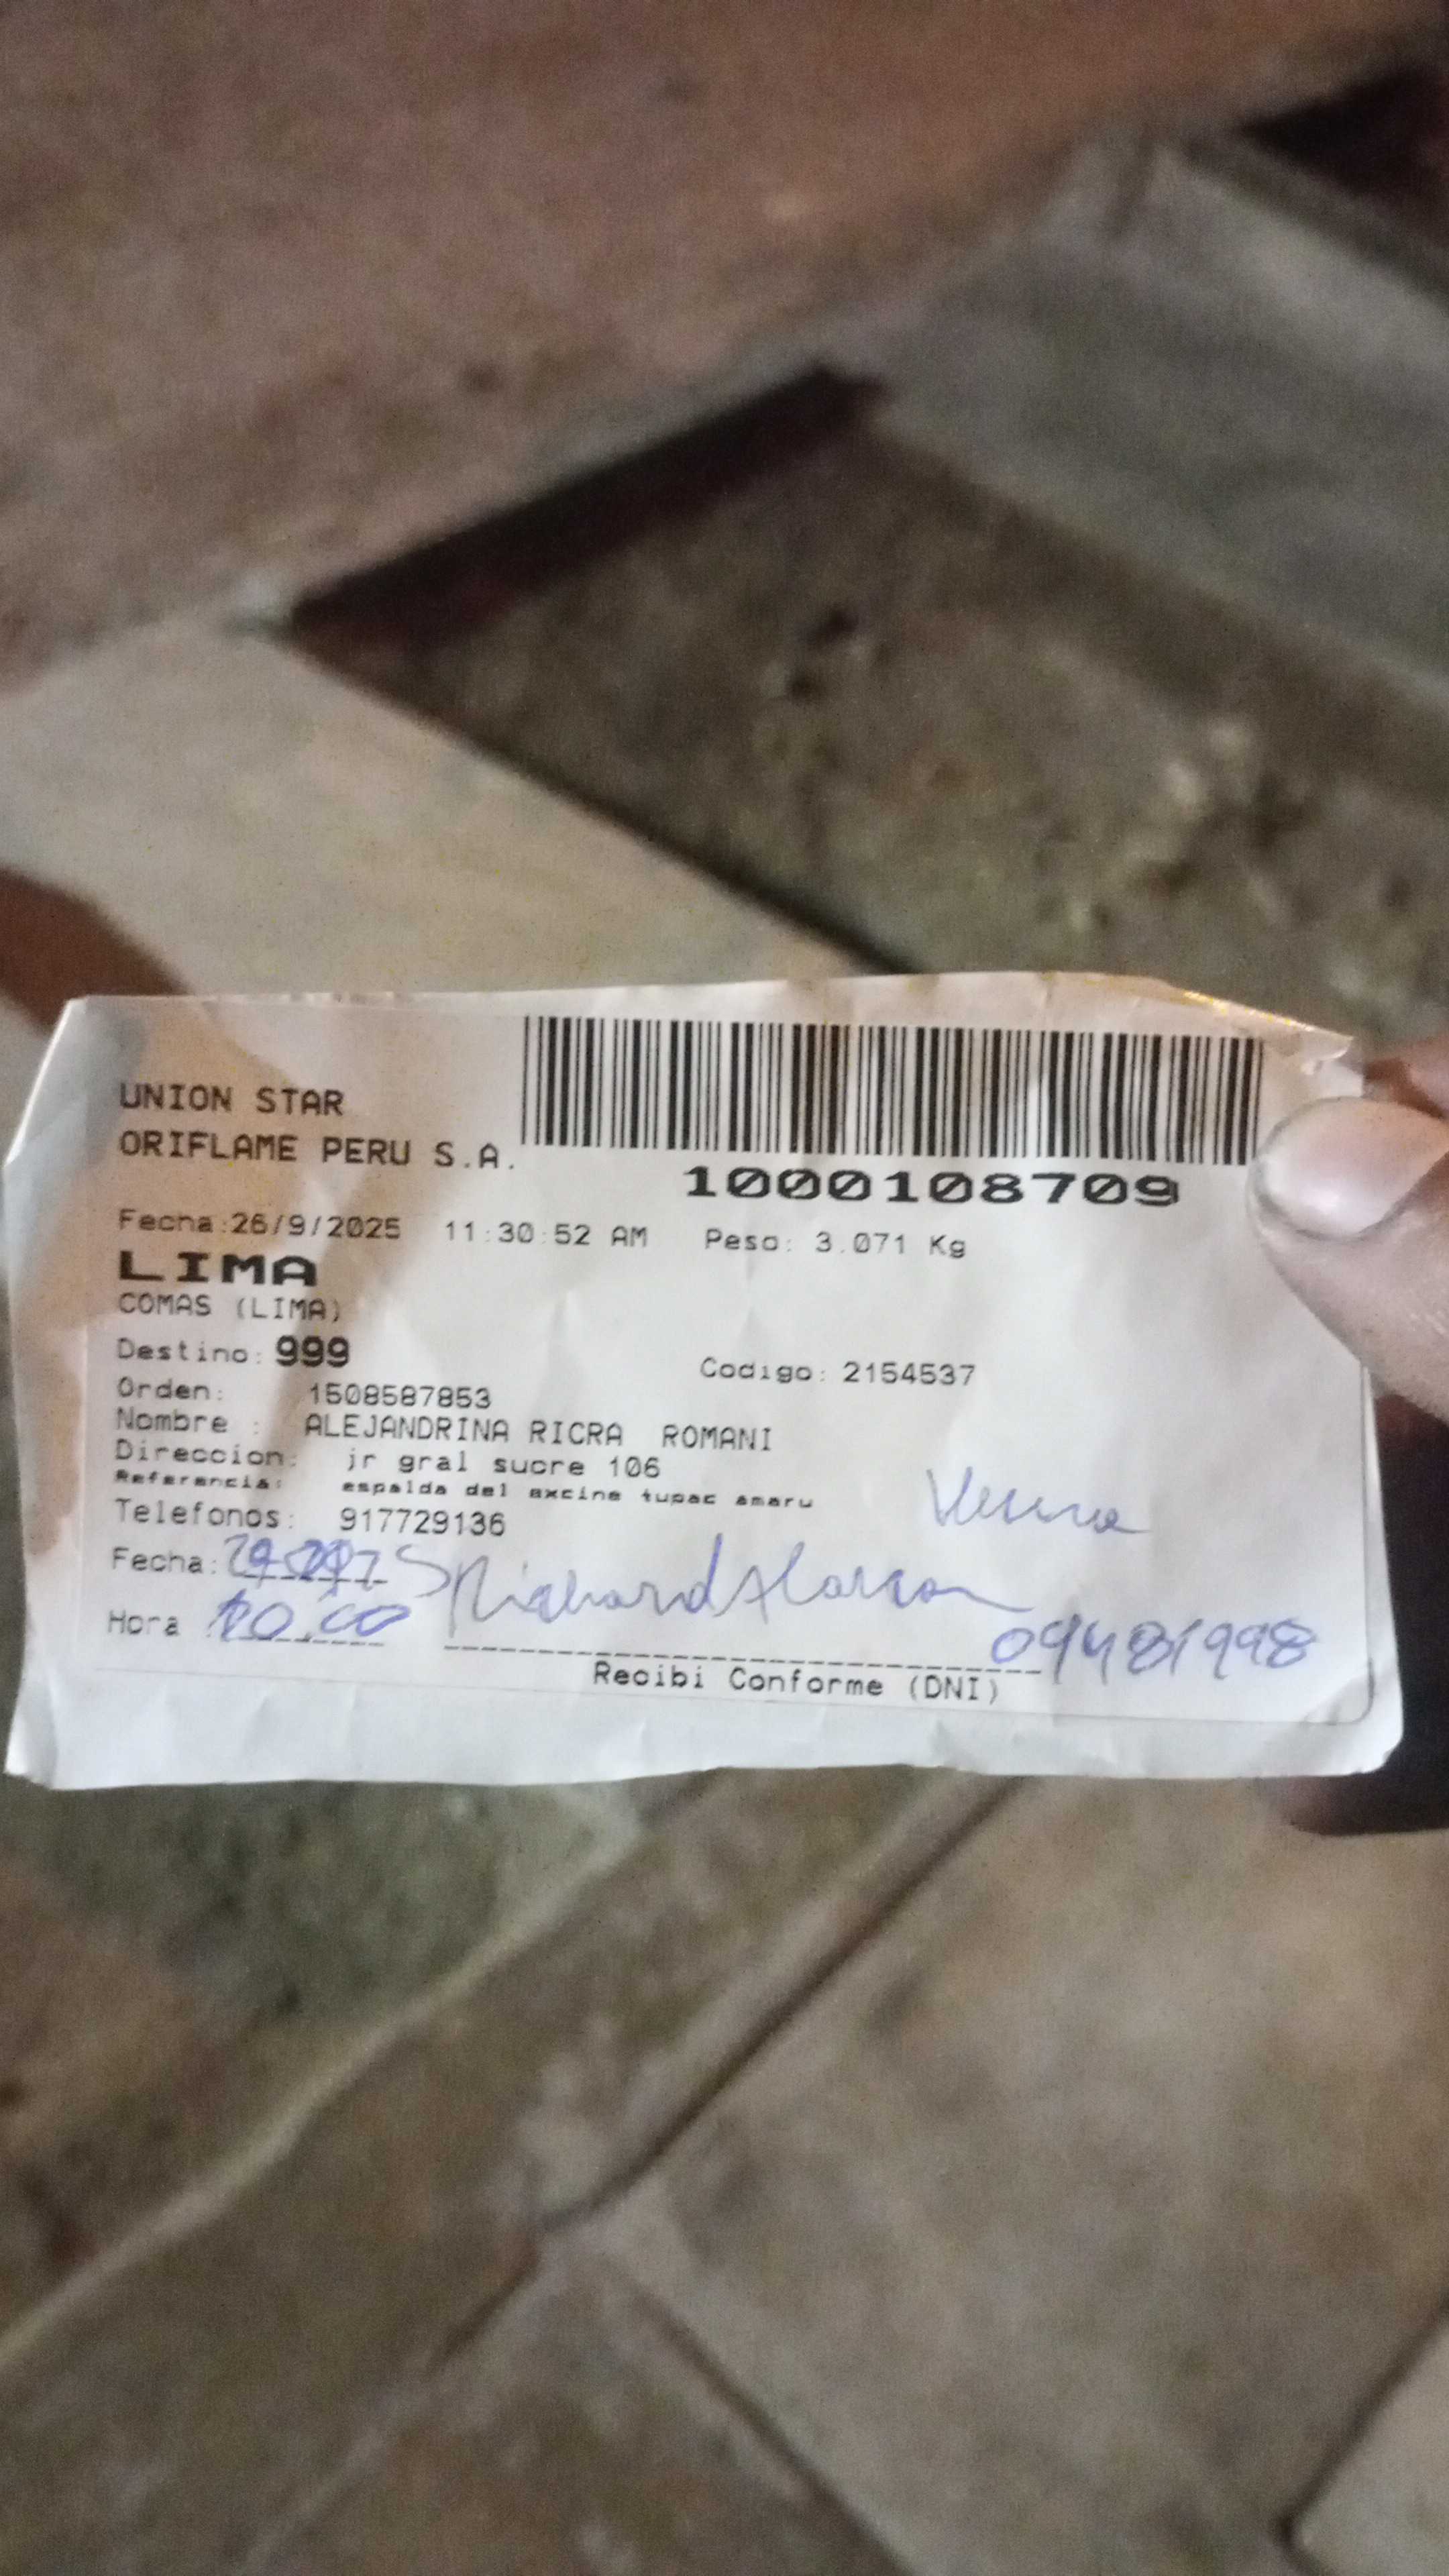 UNION STAR
ORIFLAME PERU S.A.
1000108709
Fecha:26/9/2025 11:30:52 AM Peso: 3.071 Kg
LIMA
COMAS (LIMA)
Destino: 999 Codigo: 2154537
Orden: 1508587853
Nombre : ALEJANDRINA RICRA ROMANI
Direccion: jr gral sucre 106
Referencia: espalda del excine tupac amaru
Telefonos: 917729136
Fecha:
Hora : Richard Alarcon
09481998
Recibi Conforme (DNI)